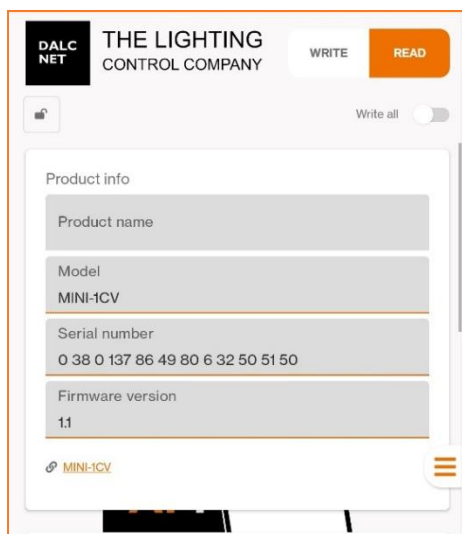 DALC
NET
THE LIGHTING
CONTROL COMPANY
WRITE
READ
Write all
Product info
Product name
Model
MINI-1CV
Serial number
0 38 0 137 86 49 80 6 32 50 51 50
Firmware version
1.1
MINI-1CV